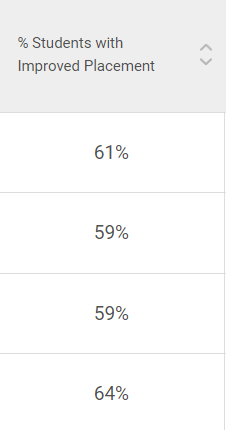 % Students with
Improved Placement
61%
59%
59%
64%